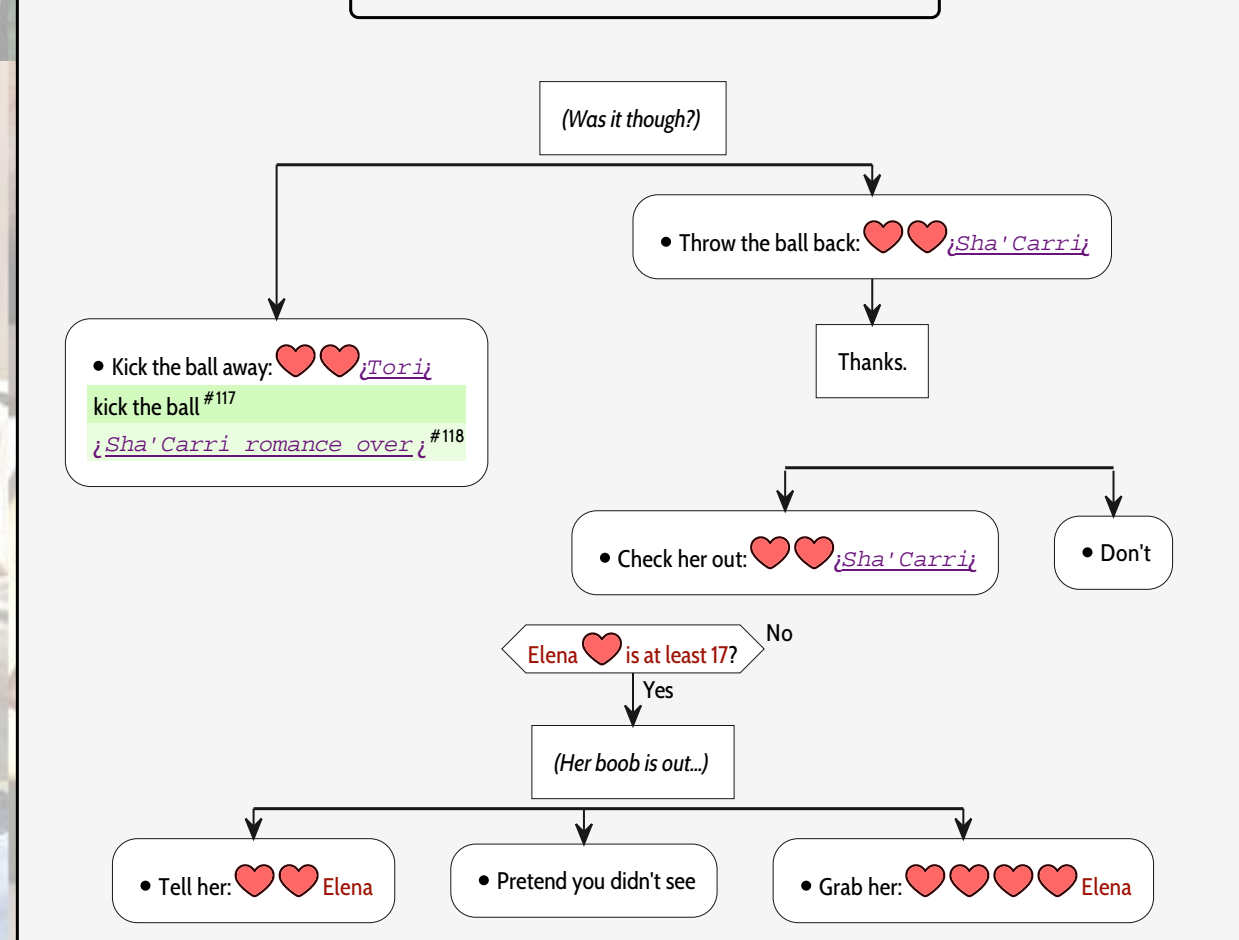 (Was it though?)
• Throw the ball back: ¿Sha'Carri¿
Thanks.
• Kick the ball away: ¿Tori¿
kick the ball #117
¿Sha'Carri romance over¿ #118
• Check her out: ¿Sha'Carri¿
• Don't
Elena is at least 17?
No
Yes
(Her boob is out...)
• Tell her: Elena
• Pretend you didn't see
• Grab her: Elena